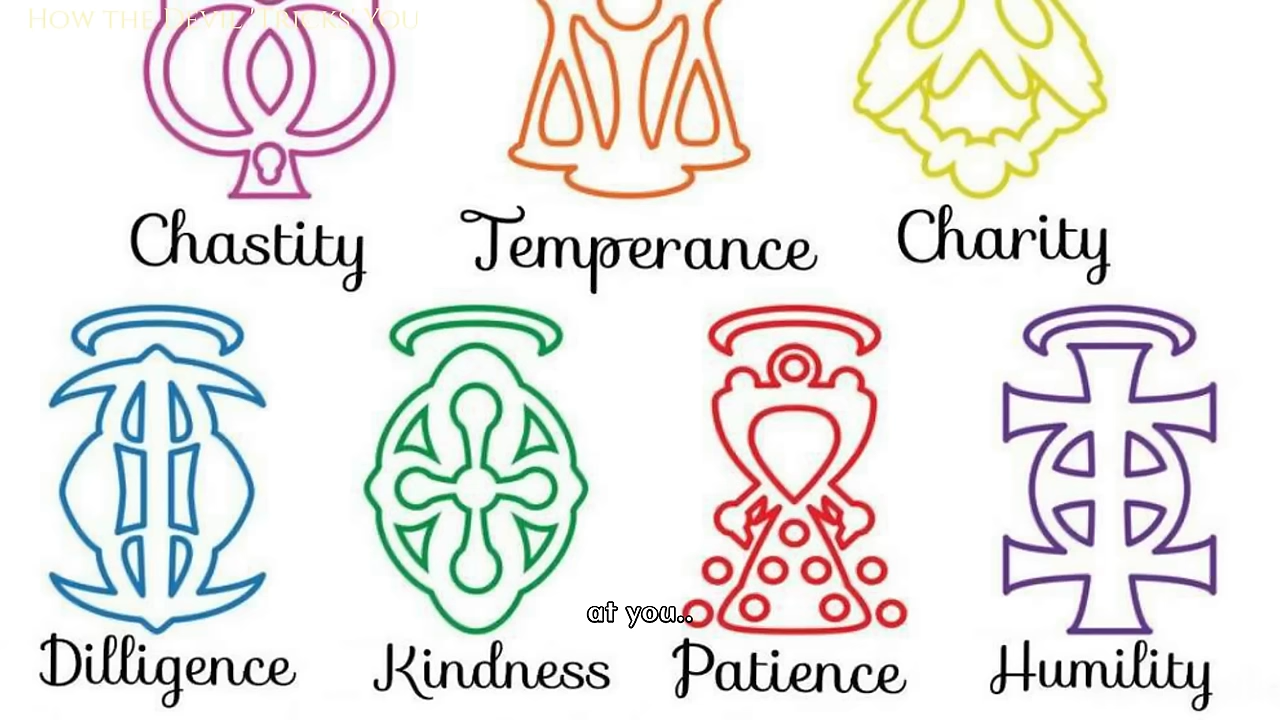 How the Devil 'Tricks' You
Chastity
Temperance
Charity
at you..
Dilligence
Kindness
Patience
Humility